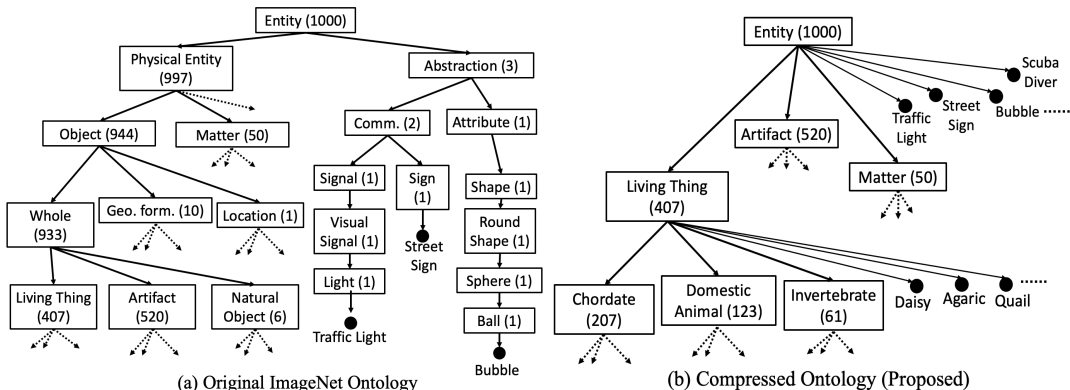 Entity (1000)
Physical Entity
(997)
Abstraction (3)
Object (944)
Matter (50)
Comm. (2)
Attribute (1)
Signal (1)
Sign
(1)
Shape (1)
Whole
(933)
Geo. form. (10)
Location (1)
Visual
Signal (1)
Street
Sign
Round
Shape (1)
Light (1)
Sphere (1)
Living Thing
(407)
Artifact
(520)
Natural
Object (6)
Traffic Light
Ball (1)
Bubble
(a) Original ImageNet Ontology
Entity (1000)
Scuba
Diver
Traffic
Light
Street
Sign
Bubble ......
Artifact (520)
Matter (50)
Living Thing
(407)
Chordate
(207)
Domestic
Animal (123)
Invertebrate
(61)
Daisy
Agaric
Quail ......
(b) Compressed Ontology (Proposed)